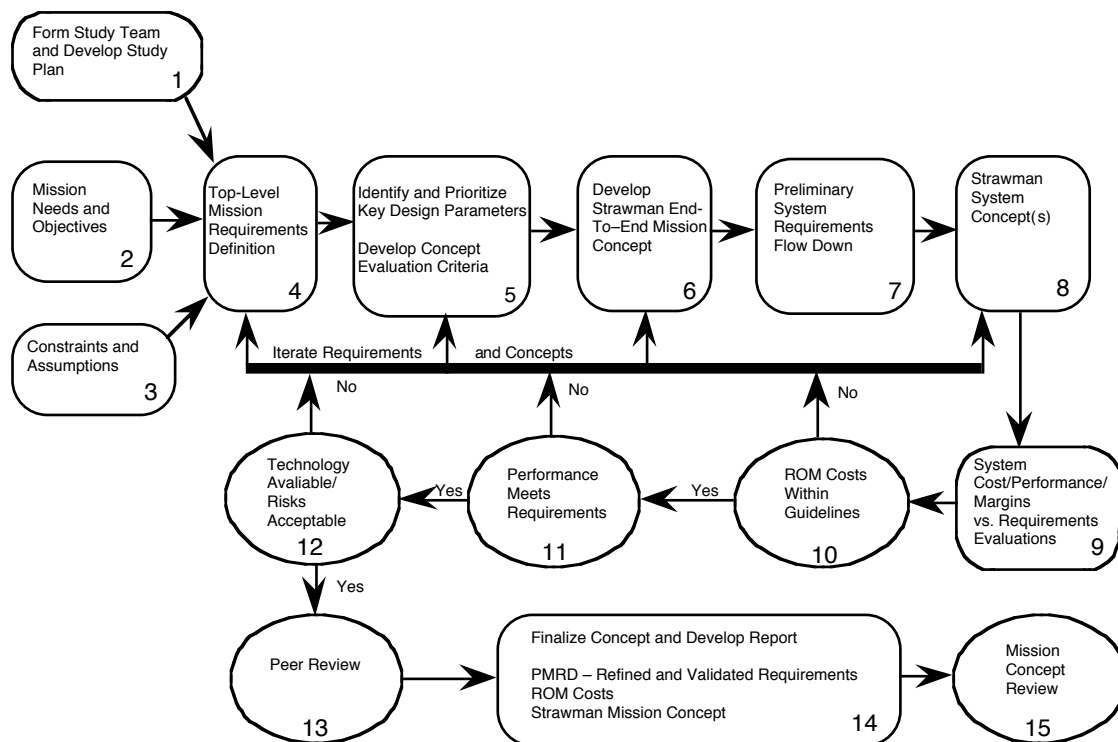 Form Study Team
and Develop Study
Plan
1
Mission
Needs and
Objectives
2
Constraints and
Assumptions
3
Top-Level
Mission
Requirements
Definition
4
Identify and Prioritize
Key Design Parameters
Develop Concept
Evaluation Criteria
5
Develop
Strawman End-
To–End Mission
Concept
6
Preliminary
System
Requirements
Flow Down
7
Strawman
System
Concept(s)
8
Iterate Requirements and Concepts
No
No
No
System
Cost/Performance/
Margins
vs. Requirements
Evaluations
9
ROM Costs
Within
Guidelines
10
Yes
Performance
Meets
Requirements
11
Yes
Technology
Avaliable/
Risks
Acceptable
12
Yes
Peer Review
13
Finalize Concept and Develop Report
PMRD – Refined and Validated Requirements
ROM Costs
Strawman Mission Concept
14
Mission
Concept
Review
15